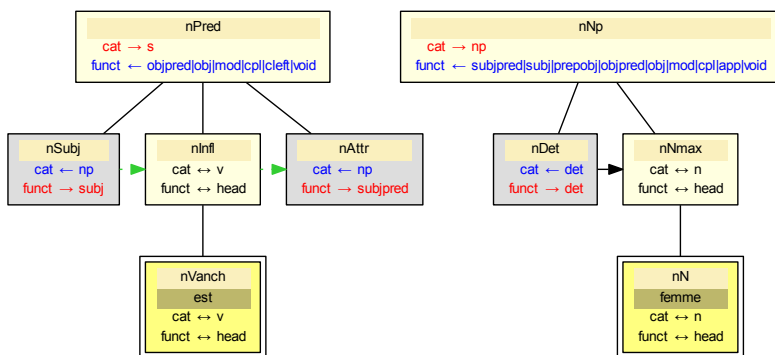 nPred
cat → s
funct ← objpred|obj|mod|cpl|cleft|void
nNp
cat → np
funct ← subjpred|subj|prepobj|objpred|obj|mod|cpl|app|void
nSubj
cat ← np
funct → subj
nInfl
cat ↔ v
funct ↔ head
nAttr
cat ← np
funct → subjpred
nDet
cat ← det
funct → det
nNmax
cat ↔ n
funct ↔ head
nVanch
est
cat ↔ v
funct ↔ head
nN
femme
cat ↔ n
funct ↔ head